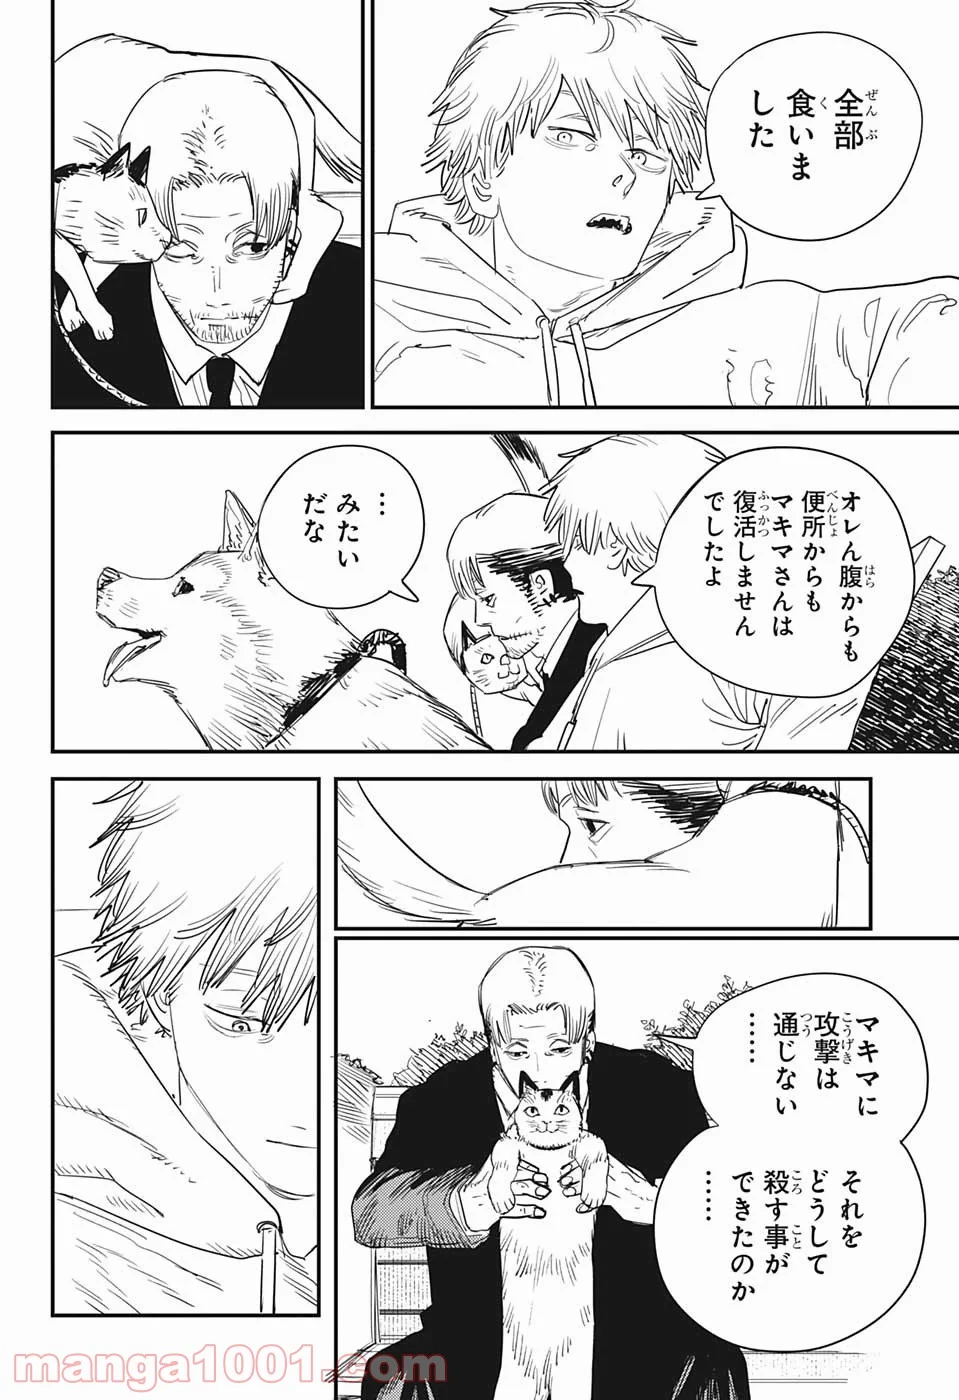 全部
食いま
した
オレん腹からも
便所からも
マキマさんは
復活しません
でしたよ
…
みたい
だな
マキマに
攻撃は
通じない
……
それを
どうして
殺す事が
できたのか
……
manga1001.com